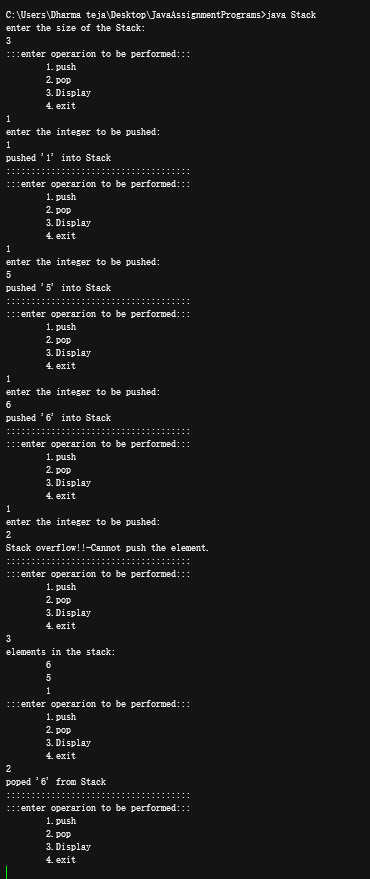 C:\Users\Dharma teja\Desktop\JavaAssignmentPrograms>java Stack
enter the size of the Stack:
3
:::enter operarion to be performed:::
1.push
2.pop
3.Display
4.exit
1
enter the integer to be pushed:
1
pushed '1' into Stack
:::::::::::::::::::::::::::::::::::::
:::enter operarion to be performed:::
1.push
2.pop
3.Display
4.exit
1
enter the integer to be pushed:
5
pushed '5' into Stack
:::::::::::::::::::::::::::::::::::::
:::enter operarion to be performed:::
1.push
2.pop
3.Display
4.exit
1
enter the integer to be pushed:
6
pushed '6' into Stack
:::::::::::::::::::::::::::::::::::::
:::enter operarion to be performed:::
1.push
2.pop
3.Display
4.exit
1
enter the integer to be pushed:
2
Stack overflow!!-Cannot push the element.
:::::::::::::::::::::::::::::::::::::
:::enter operarion to be performed:::
1.push
2.pop
3.Display
4.exit
3
elements in the stack:
6
5
1
:::enter operarion to be performed:::
1.push
2.pop
3.Display
4.exit
2
poped '6' from Stack
:::::::::::::::::::::::::::::::::::::
:::enter operarion to be performed:::
1.push
2.pop
3.Display
4.exit